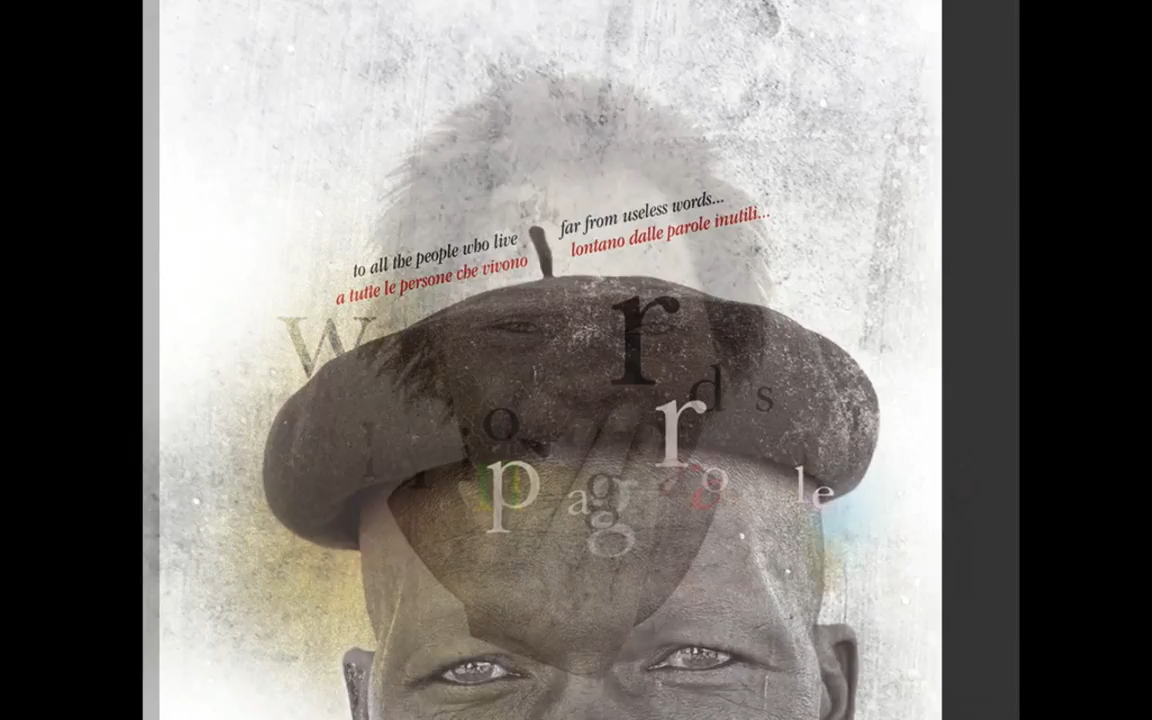 to all the people who live
a tutte le persone che vivono
far from useless words...
lontano dalle parole inutili...
W o r d s
p a r o l e